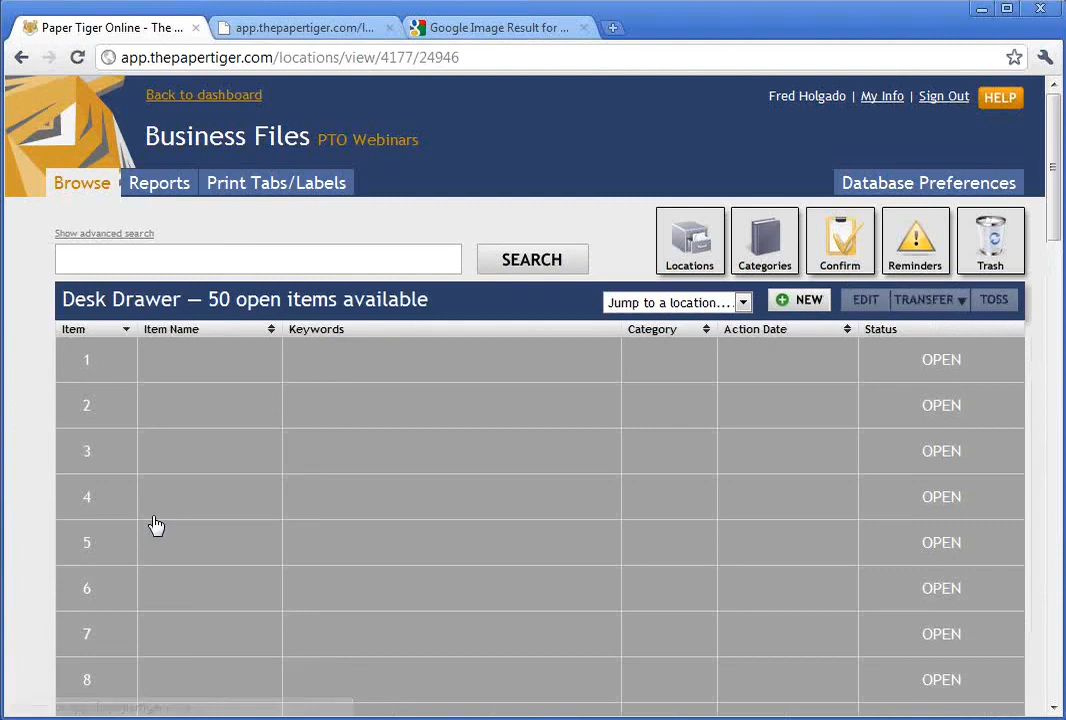 Paper Tiger Online - The ...
app.thepapertiger.com/l...
Google Image Result for ...
app.thepapertiger.com/locations/view/4177/24946
Back to dashboard
Fred Holgado | My Info | Sign Out HELP
Business Files PTO Webinars
Browse Reports Print Tabs/Labels Database Preferences
Show advanced search
SEARCH
Locations Categories Confirm Reminders Trash
Desk Drawer — 50 open items available Jump to a location.... NEW EDIT TRANSFER TOSS
Item Item Name Keywords Category Action Date Status
1 OPEN
2 OPEN
3 OPEN
4 OPEN
5 OPEN
6 OPEN
7 OPEN
8 OPEN